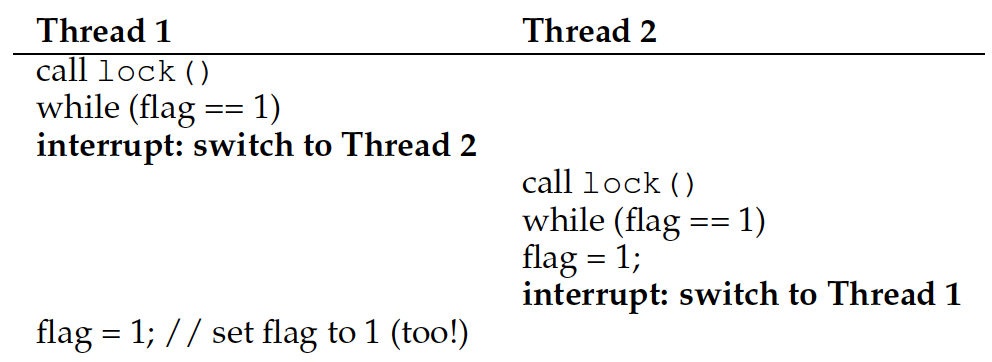 Thread 1 Thread 2
call lock()
while (flag == 1)
interrupt: switch to Thread 2
call lock()
while (flag == 1)
flag = 1;
interrupt: switch to Thread 1
flag = 1; // set flag to 1 (too!)